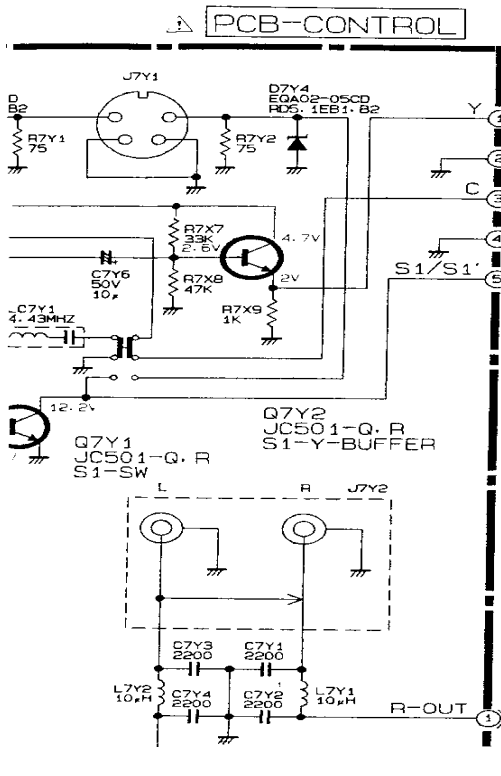 PCB-CONTROL
J7Y1
D
B2
D7Y4
EQA02-05CD
RD5. 1EB1. B2
Y
1
R7Y1
75
R7Y2
75
2
C
3
R7X7
33K
2. 6V
4. 7V
4
C7Y6
50V
10μ
R7X8
47K
2V
S1/S1'
5
R7X9
1K
LC7Y1
4. 43MHZ
12. 2V
Q7Y1
JC501-Q. R
S1-SW
Q7Y2
JC501-Q. R
S1-Y-BUFFER
L
R
J7Y2
C7Y3
2200
C7Y1
2200
L7Y2
10μH
C7Y4
2200
C7Y2
2200
L7Y1
10μH
R-OUT
1